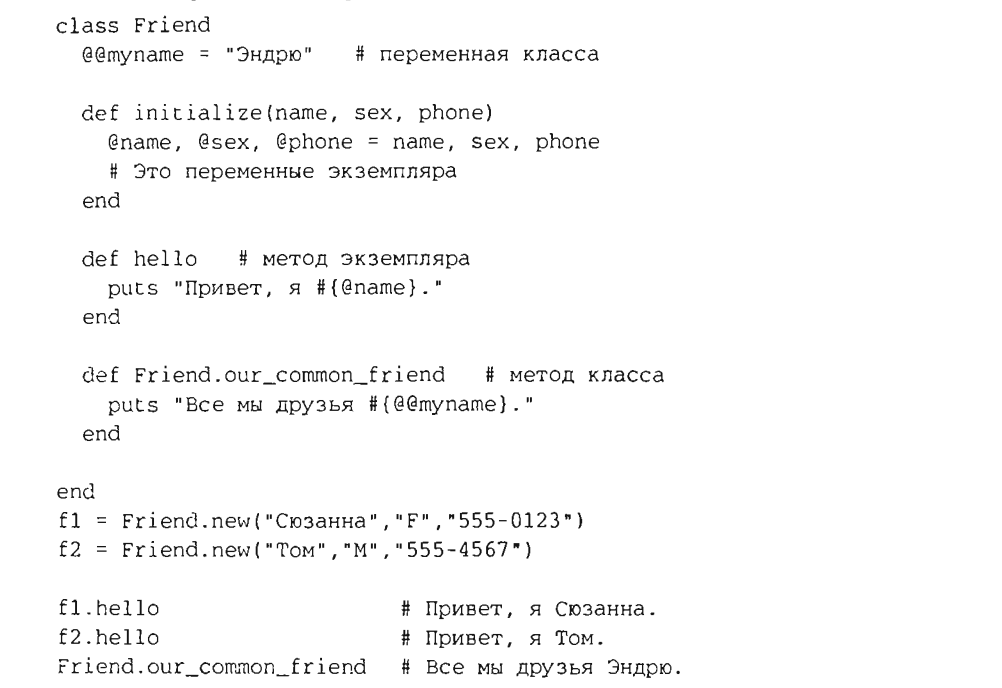 class Friend
  @@myname = "Эндрю"   # переменная класса

  def initialize(name, sex, phone)
    @name, @sex, @phone = name, sex, phone
    # Это переменные экземпляра
  end

  def hello   # метод экземпляра
    puts "Привет, я #{@name}."
  end

  def Friend.our_common_friend   # метод класса
    puts "Все мы друзья #{@@myname}."
  end

end
f1 = Friend.new("Сюзанна","F","555-0123")
f2 = Friend.new("Том","M","555-4567")

f1.hello                   # Привет, я Сюзанна.
f2.hello                   # Привет, я Том.
Friend.our_common_friend   # Все мы друзья Эндрю.